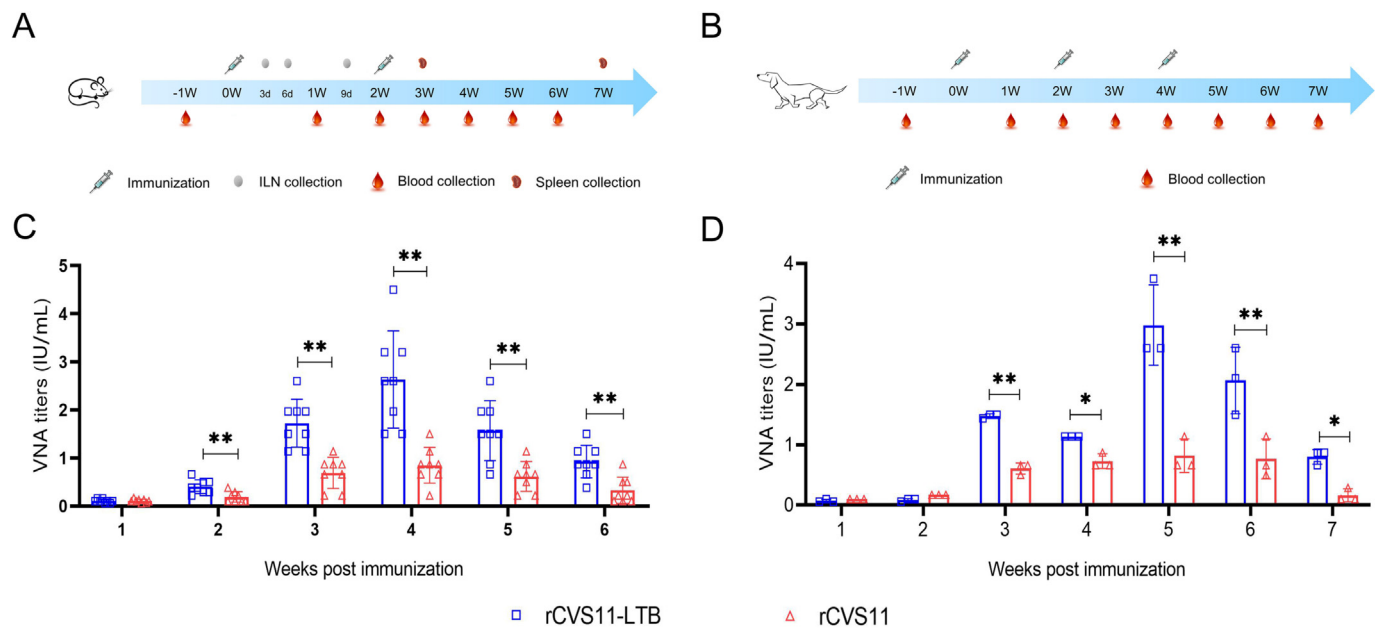 A
-1W 0W 3d 6d 1W 9d 2W 3W 4W 5W 6W 7W
Immunization ILN collection Blood collection Spleen collection
B
-1W 0W 1W 2W 3W 4W 5W 6W 7W
Immunization Blood collection
C
VNA titers (IU/mL)
5
4
3
2
1
0
** ** ** ** **
1 2 3 4 5 6
Weeks post immunization
D
VNA titers (IU/mL)
4
3
2
1
0
** * ** ** *
1 2 3 4 5 6 7
Weeks post immunization
rCVS11-LTB rCVS11